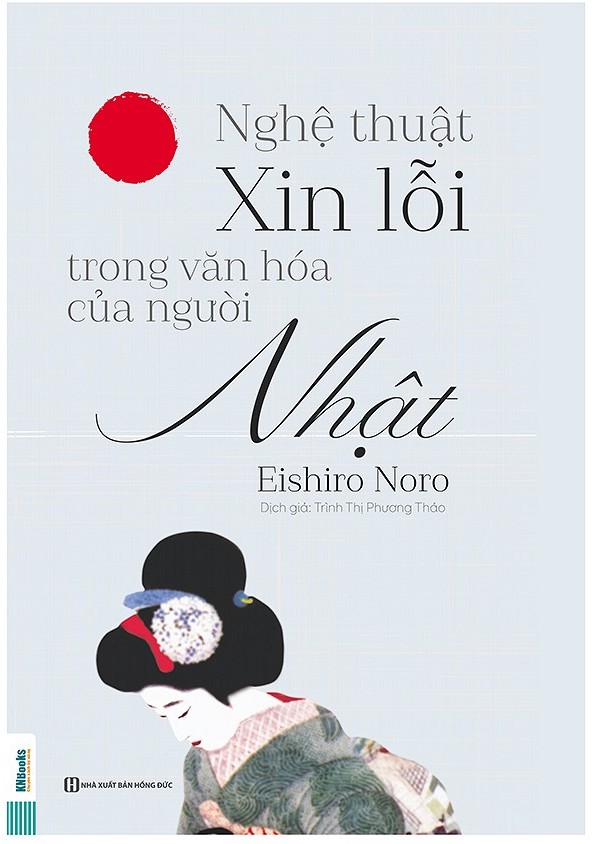 Nghệ thuật
Xin lỗi
trong văn hóa
của người
Nhật
Eishiro Noro
Dịch giả: Trình Thị Phương Thảo
KNBooks
NHÀ XUẤT BẢN HỒNG ĐỨC